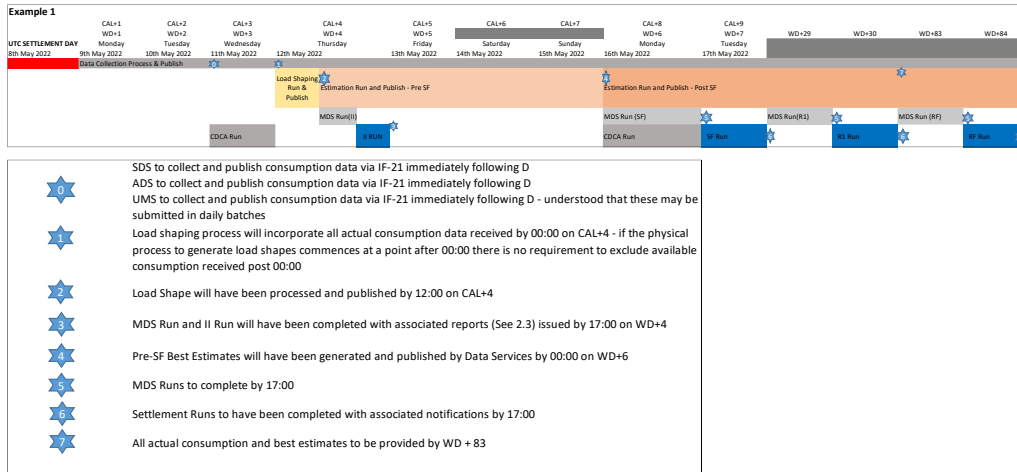 Example 1
CAL+1 CAL+2 CAL+3 CAL+4 CAL+5 CAL+6 CAL+7 CAL+8 CAL+9
WD+1 WD+2 WD+3 WD+4 WD+5 WD+6 WD+7 WD+29 WD+30 WD+83 WD+84
UTC SETTLEMENT DAY Monday Tuesday Wednesday Thursday Friday Saturday Sunday Monday Tuesday
8th May 2022 9th May 2022 10th May 2022 11th May 2022 12th May 2022 13th May 2022 14th May 2022 15th May 2022 16th May 2022 17th May 2022
Data Collection Process & Publish
Load Shaping
Run &
Publish
2
Estimation Run and Publish - Pre SF
4
Estimation Run and Publish - Post SF
MDS Run(II) MDS Run (SF) MDS Run(R1) MDS Run (RF)
CDCA Run II RUN CDCA Run SF Run R1 Run RF Run
SDS to collect and publish consumption data via IF-21 immediately following D
0
ADS to collect and publish consumption data via IF-21 immediately following D
UMS to collect and publish consumption data via IF-21 immediately following D - understood that these may be
submitted in daily batches
1
Load shaping process will incorporate all actual consumption data received by 00:00 on CAL+4 - if the physical
process to generate load shapes commences at a point after 00:00 there is no requirement to exclude available
consumption received post 00:00
2 Load Shape will have been processed and published by 12:00 on CAL+4
3 MDS Run and II Run will have been completed with associated reports (See 2.3) issued by 17:00 on WD+4
4 Pre-SF Best Estimates will have been generated and published by Data Services by 00:00 on WD+6
5 MDS Runs to complete by 17:00
6 Settlement Runs to have been completed with associated notifications by 17:00
7 All actual consumption and best estimates to be provided by WD + 83